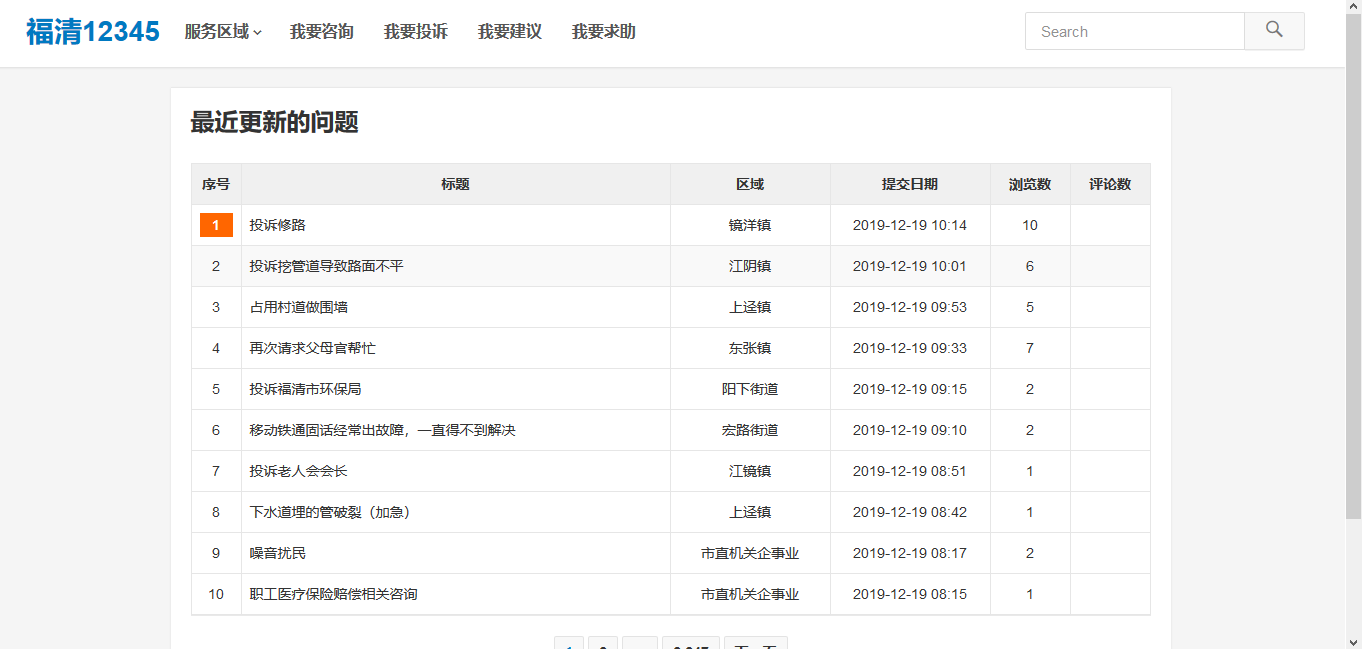 福清12345 服务区域 我要咨询 我要投诉 我要建议 我要求助 Search
最近更新的问题
序号 标题 区域 提交日期 浏览数 评论数
1 投诉修路 镜洋镇 2019-12-19 10:14 10
2 投诉挖管道导致路面不平 江阴镇 2019-12-19 10:01 6
3 占用村道做围墙 上迳镇 2019-12-19 09:53 5
4 再次请求父母官帮忙 东张镇 2019-12-19 09:33 7
5 投诉福清市环保局 阳下街道 2019-12-19 09:15 2
6 移动铁通固话经常出故障，一直得不到解决 宏路街道 2019-12-19 09:10 2
7 投诉老人会会长 江镜镇 2019-12-19 08:51 1
8 下水道埋的管破裂（加急） 上迳镇 2019-12-19 08:42 1
9 噪音扰民 市直机关企事业 2019-12-19 08:17 2
10 职工医疗保险赔偿相关咨询 市直机关企事业 2019-12-19 08:15 1